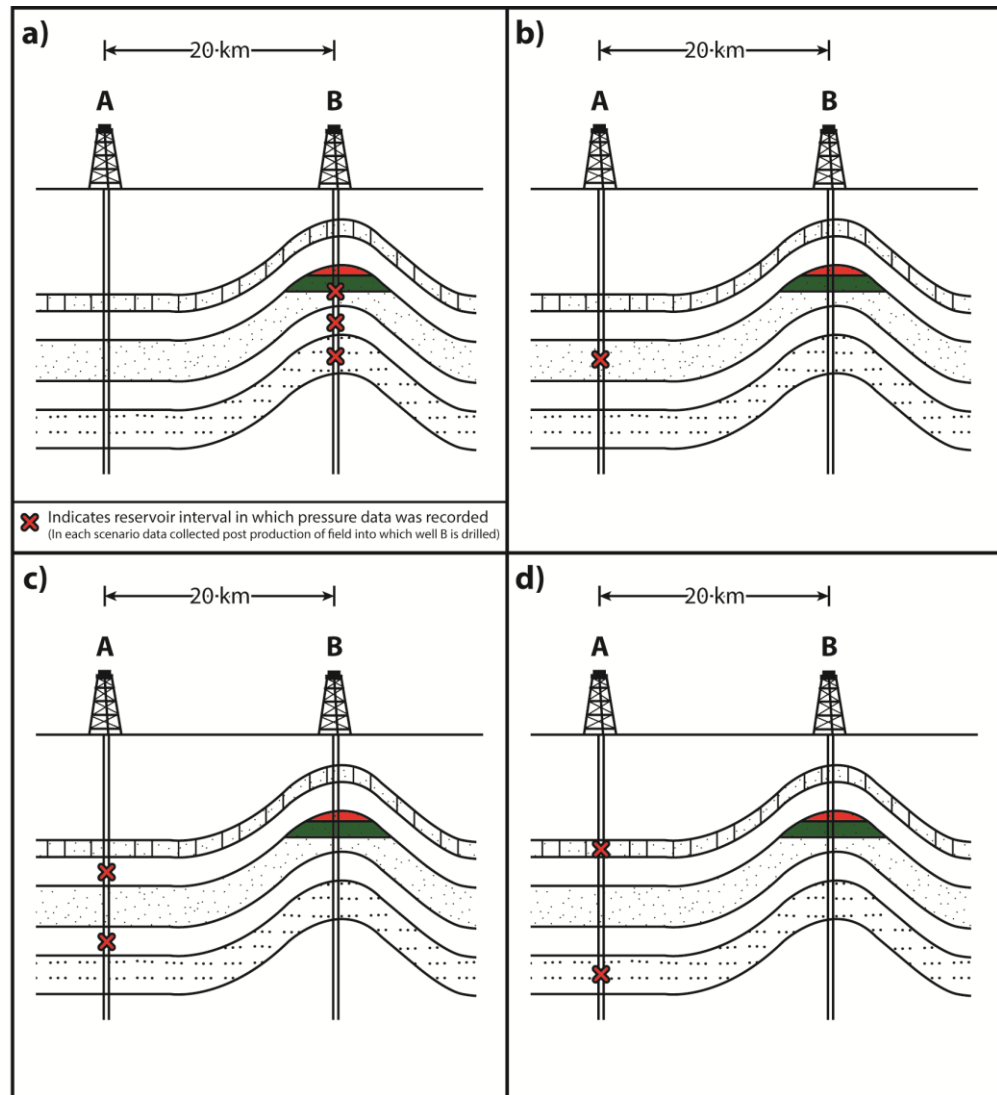 a)
20·km
A
B
b)
20·km
A
B
Indicates reservoir interval in which pressure data was recorded
(In each scenario data collected post production of field into which well B is drilled)
c)
20·km
A
B
d)
20·km
A
B